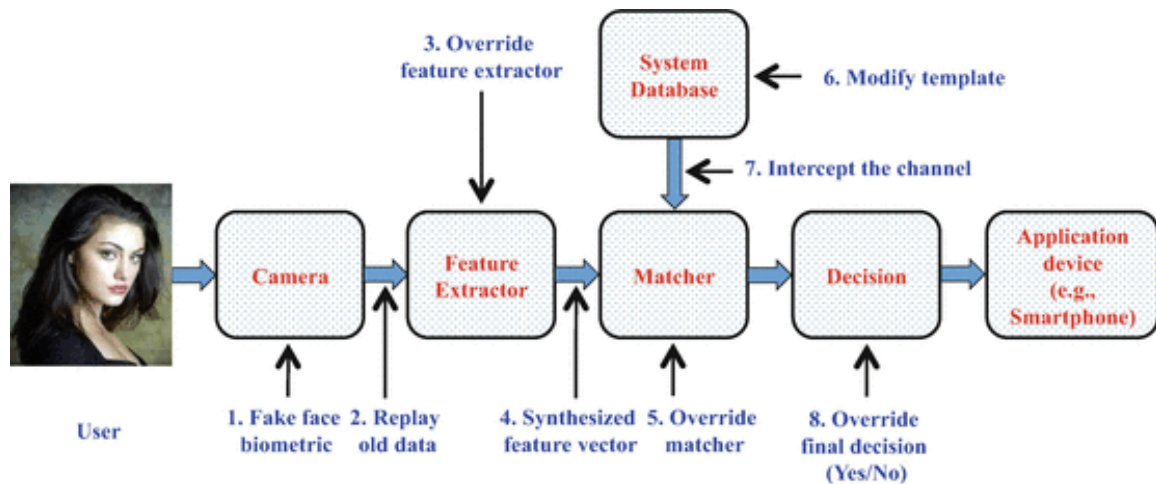 3. Override
feature extractor
System
Database
6. Modify template
7. Intercept the channel
Camera
Feature
Extractor
Matcher
Decision
Application
device
(e.g.,
Smartphone)
User
1. Fake face
biometric
2. Replay
old data
4. Synthesized
feature vector
5. Override
matcher
8. Override
final decision
(Yes/No)